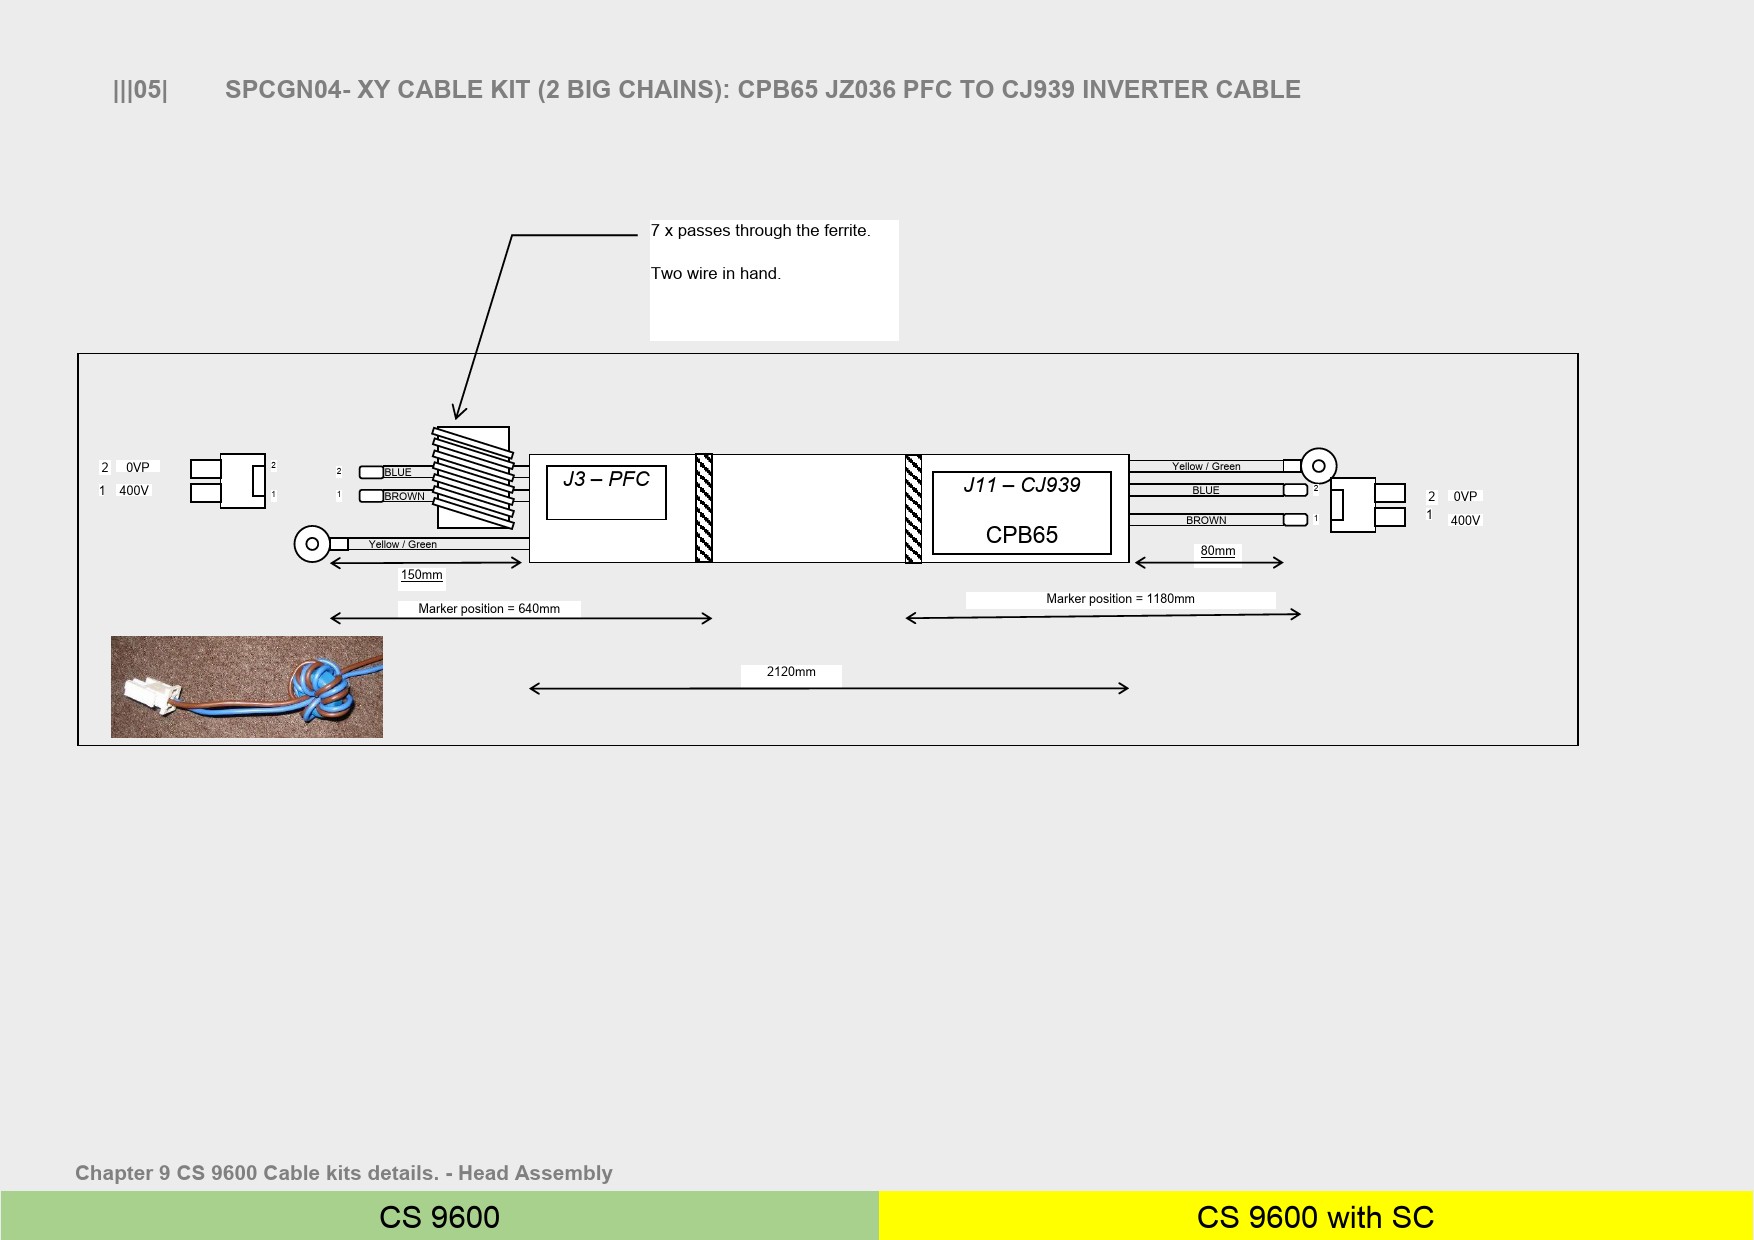 |||05| SPCGN04- XY CABLE KIT (2 BIG CHAINS): CPB65 JZ036 PFC TO CJ939 INVERTER CABLE
7 x passes through the ferrite.
Two wire in hand.
2 0VP
1 400V
2
1
2
1
BLUE
BROWN
Yellow / Green
J3 – PFC
J11 – CJ939
CPB65
Yellow / Green
BLUE
BROWN
2
1
2 0VP
1 400V
150mm
80mm
Marker position = 640mm
Marker position = 1180mm
2120mm
Chapter 9 CS 9600 Cable kits details. - Head Assembly
CS 9600
CS 9600 with SC